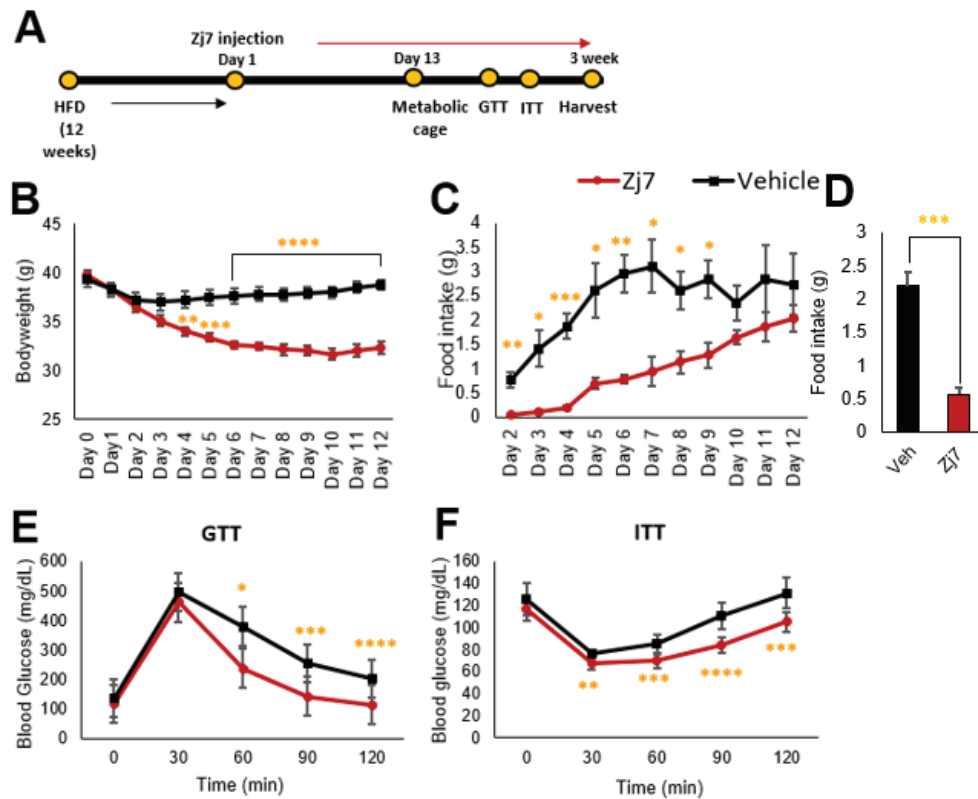 A
Zj7 injection
Day 1
Day 13
3 week
HFD
(12
weeks)
Metabolic
cage
GTT
ITT
Harvest
Zj7
Vehicle
B
Bodyweight (g)
45
40
35
30
25
****
**
***
Day 0
Day1
Day 2
Day 3
Day 4
Day 5
Day 6
Day 7
Day 8
Day 9
Day 10
Day 11
Day 12
C
Food intake (g)
4
3.5
3
2.5
2
1.5
1
0.5
0
**
*
***
*
**
*
*
*
Day 2
Day 3
Day 4
Day 5
Day 6
Day 7
Day 8
Day 9
Day 10
Day 11
Day 12
D
Food intake (g)
3
2.5
2
1.5
1
0.5
0
***
Veh
Zj7
E
GTT
Blood Glucose (mg/dL)
600
500
400
300
200
100
0
*
***
****
0
30
60
90
120
Time (min)
F
ITT
Blood glucose (mg/dL)
160
140
120
100
80
60
40
20
0
**
***
****
***
0
30
60
90
120
Time (min)